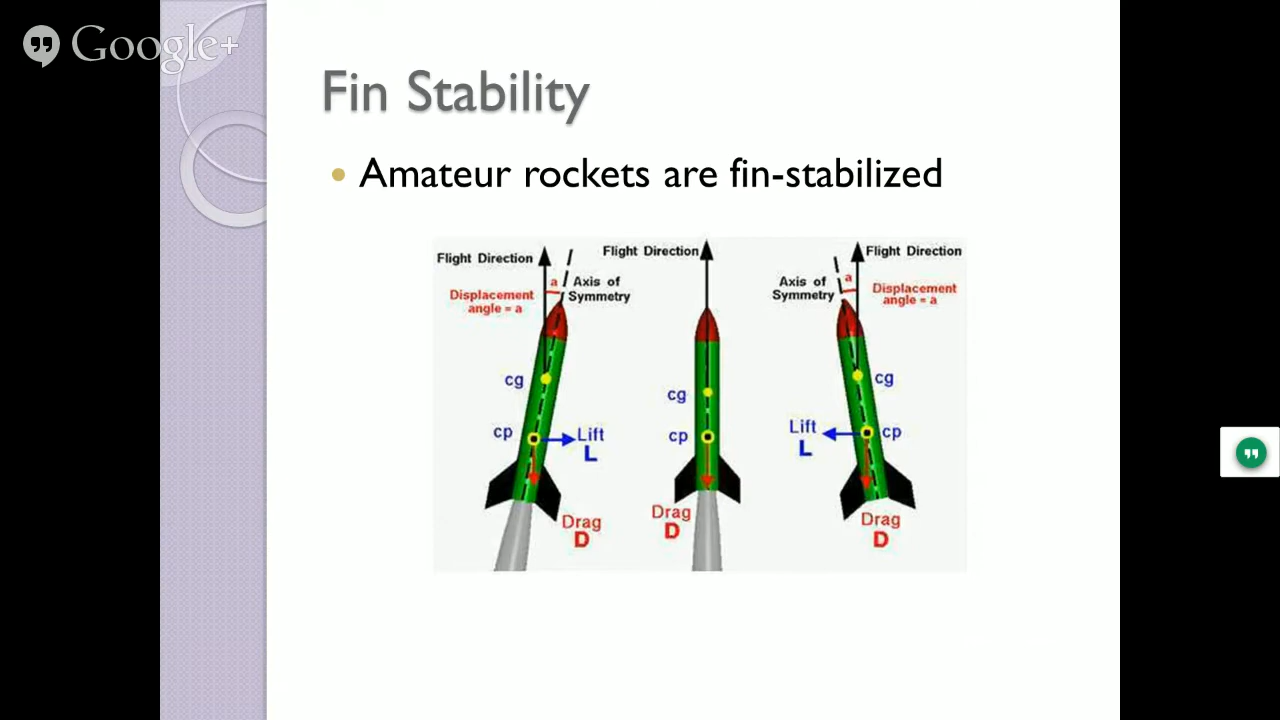 Google+
Fin Stability
Amateur rockets are fin-stabilized
Flight Direction
a
Axis of
Symmetry
Displacement
angle = a
cg
cp
Lift
L
Drag
D
Flight Direction
cg
cp
Drag
D
Flight Direction
a
Axis of
Symmetry
Displacement
angle = a
cg
Lift
L
cp
Drag
D